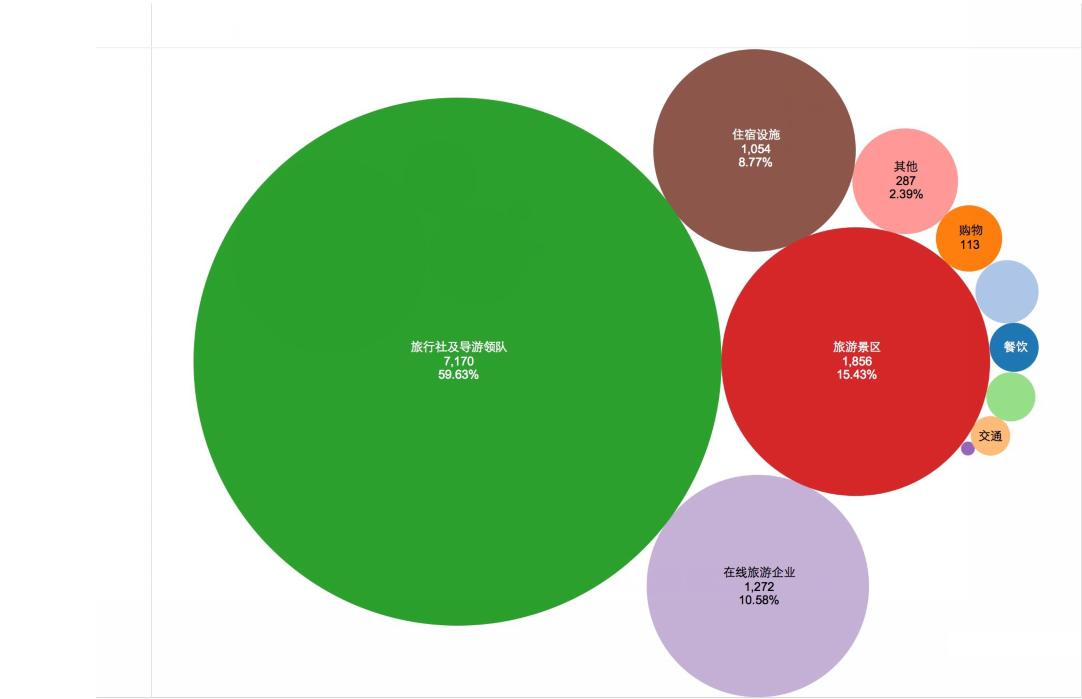 住宿设施
1,054
8.77%
其他
287
2.39%
购物
113
旅行社及导游领队
7,170
59.63%
旅游景区
1,856
15.43%
餐饮
交通
在线旅游企业
1,272
10.58%